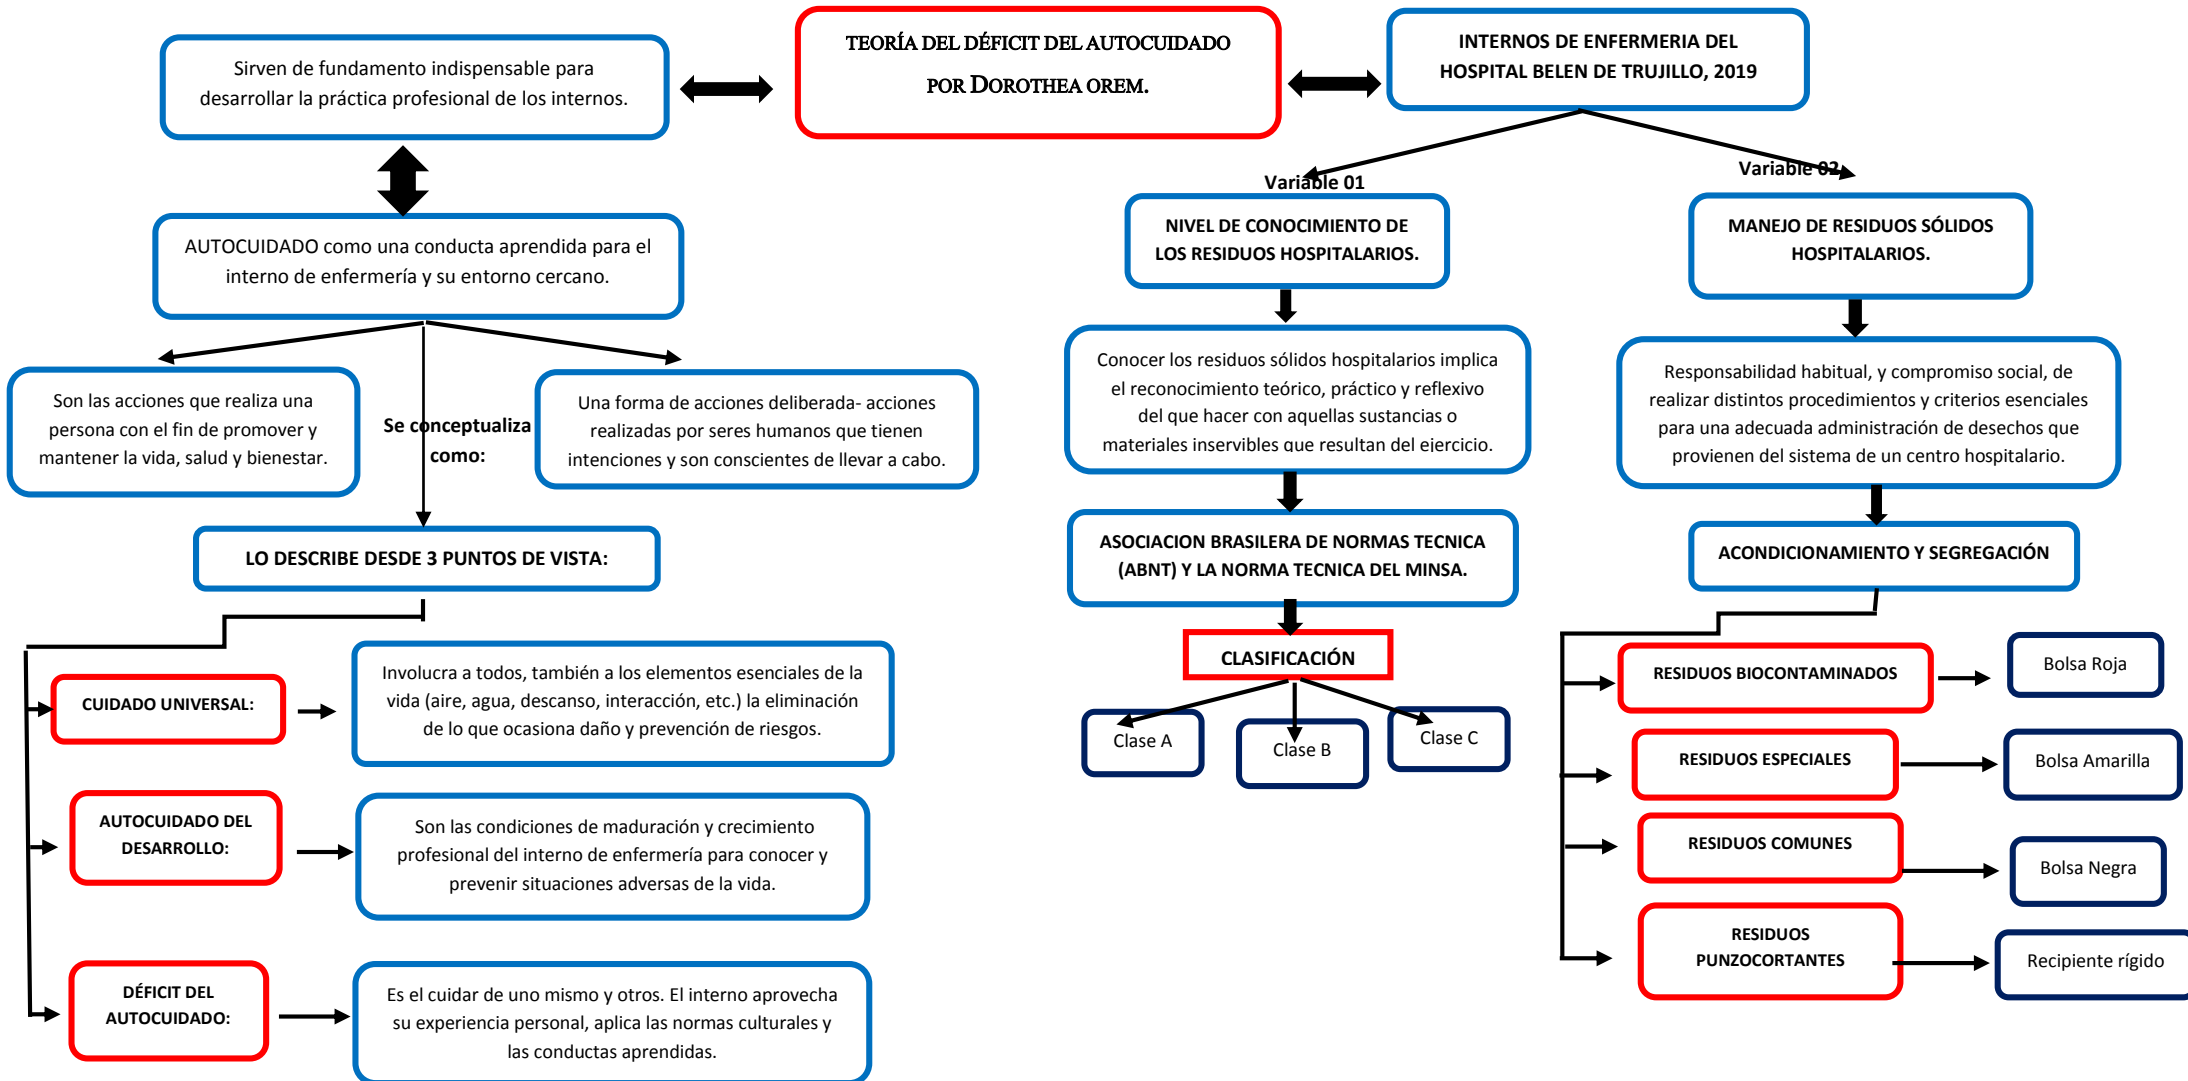 Sirven de fundamento indispensable para
desarrollar la práctica profesional de los internos.
TEORÍA DEL DÉFICIT DEL AUTOCUIDADO
POR DOROTHEA OREM.
INTERNOS DE ENFERMERIA DEL
HOSPITAL BELEN DE TRUJILLO, 2019
AUTOCUIDADO como una conducta aprendida para el
interno de enfermería y su entorno cercano.
Son las acciones que realiza una
persona con el fin de promover y
mantener la vida, salud y bienestar.
Se conceptualiza
como:
Una forma de acciones deliberada- acciones
realizadas por seres humanos que tienen
intenciones y son conscientes de llevar a cabo.
LO DESCRIBE DESDE 3 PUNTOS DE VISTA:
CUIDADO UNIVERSAL:
Involucra a todos, también a los elementos esenciales de la
vida (aire, agua, descanso, interacción, etc.) la eliminación
de lo que ocasiona daño y prevención de riesgos.
AUTOCUIDADO DEL
DESARROLLO:
Son las condiciones de maduración y crecimiento
profesional del interno de enfermería para conocer y
prevenir situaciones adversas de la vida.
DÉFICIT DEL
AUTOCUIDADO:
Es el cuidar de uno mismo y otros. El interno aprovecha
su experiencia personal, aplica las normas culturales y
las conductas aprendidas.
Variable 01
NIVEL DE CONOCIMIENTO DE
LOS RESIDUOS HOSPITALARIOS.
Conocer los residuos sólidos hospitalarios implica
el reconocimiento teórico, práctico y reflexivo
del que hacer con aquellas sustancias o
materiales inservibles que resultan del ejercicio.
ASOCIACION BRASILERA DE NORMAS TECNICA
(ABNT) Y LA NORMA TECNICA DEL MINSA.
CLASIFICACIÓN
Clase A
Clase B
Clase C
Variable 02
MANEJO DE RESIDUOS SÓLIDOS
HOSPITALARIOS.
Responsabilidad habitual, y compromiso social, de
realizar distintos procedimientos y criterios esenciales
para una adecuada administración de desechos que
provienen del sistema de un centro hospitalario.
ACONDICIONAMIENTO Y SEGREGACIÓN
RESIDUOS BIOCONTAMINADOS
Bolsa Roja
RESIDUOS ESPECIALES
Bolsa Amarilla
RESIDUOS COMUNES
Bolsa Negra
RESIDUOS
PUNZOCORTANTES
Recipiente rígido